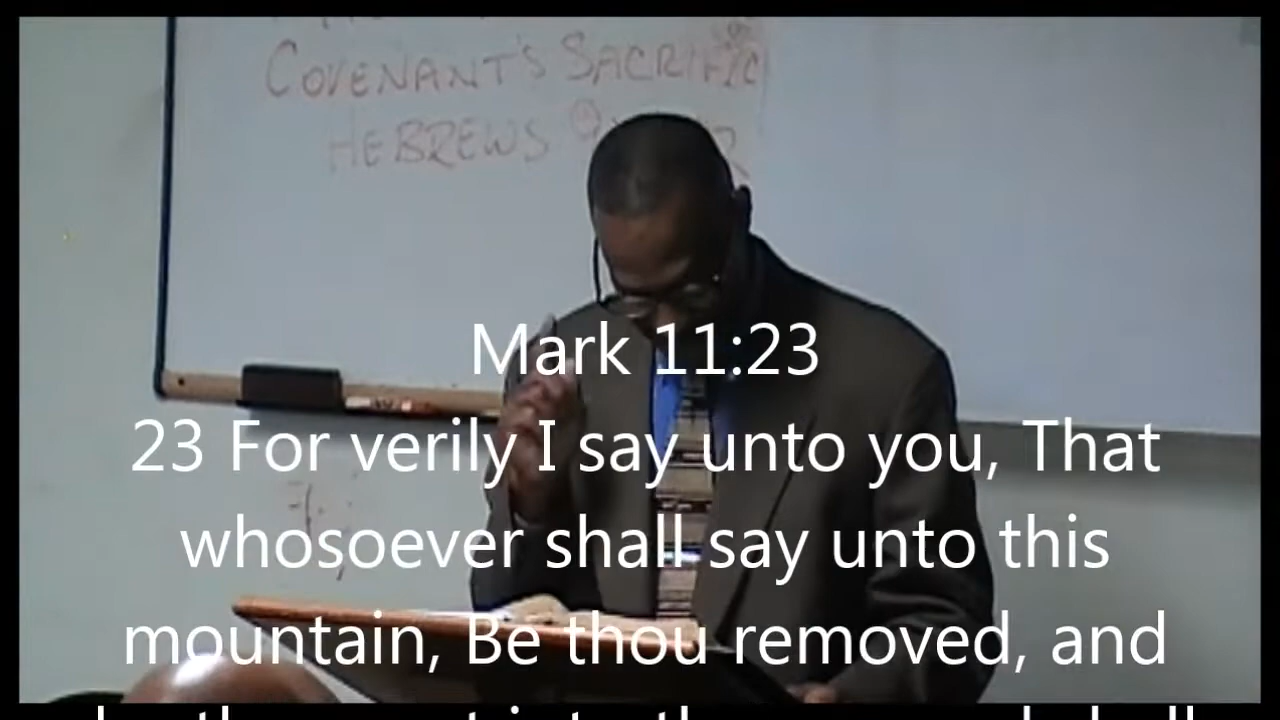 COVENANT'S SACRIFIC
HEBREWS
Mark 11:23
23 For verily I say unto you, That
whosoever shall say unto this
mountain, Be thou removed, and